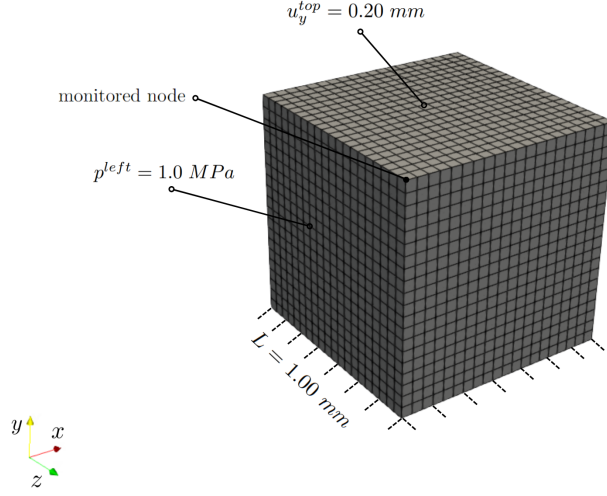 u_y^{top} = 0.20 mm
monitored node
p^{left} = 1.0 MPa
L = 1.00 mm
y
x
z